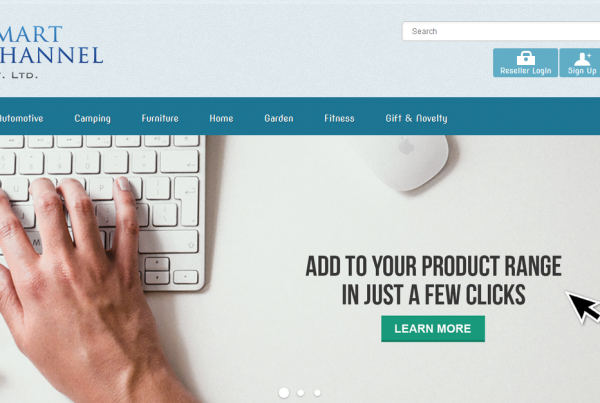 MART
HANNEL
. LTD.
Search
Reseller LogIn
Sign Up
Automotive
Camping
Furniture
Home
Garden
Fitness
Gift & Novelty
ADD TO YOUR PRODUCT RANGE
IN JUST A FEW CLICKS
LEARN MORE